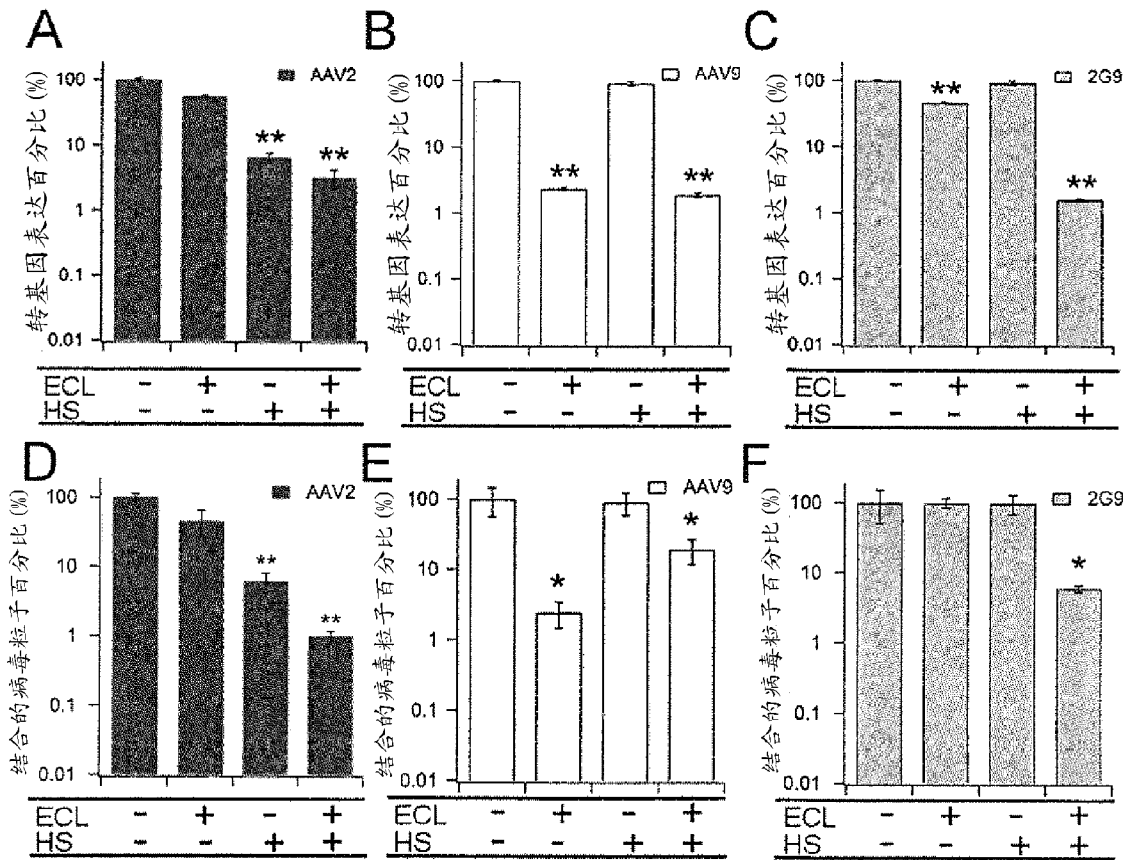 A
转基因表达百分比 (%)
AAV2
100
10
1
0.1
0.01
** **
ECL - + - +
HS - - + +
B
转基因表达百分比 (%)
AAV9
100
10
1
0.1
0.01
** **
ECL - + - +
HS - - + +
C
转基因表达百分比 (%)
2G9
100
10
1
0.1
0.01
** **
ECL - + - +
HS - - + +
D
结合的病毒粒子百分比 (%)
AAV2
100
10
1
0.1
0.01
** **
ECL - + - +
HS - - + +
E
结合的病毒粒子百分比 (%)
AAV9
100
10
1
0.1
0.01
* *
ECL - + - +
HS - - + +
F
结合的病毒粒子百分比 (%)
2G9
100
10
1
0.1
0.01
*
ECL - + - +
HS - - + +